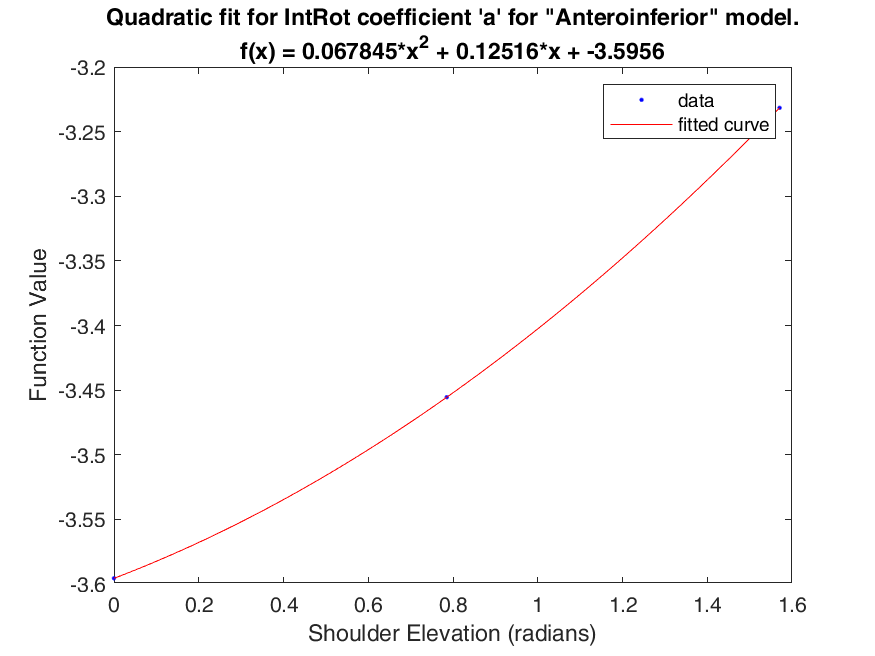 Quadratic fit for IntRot coefficient 'a' for "Anteroinferior" model.
f(x) = 0.067845*x^2 + 0.12516*x + -3.5956
-3.2
-3.25
-3.3
-3.35
-3.4
-3.45
-3.5
-3.55
-3.6
Function Value
data
fitted curve
0 0.2 0.4 0.6 0.8 1 1.2 1.4 1.6
Shoulder Elevation (radians)